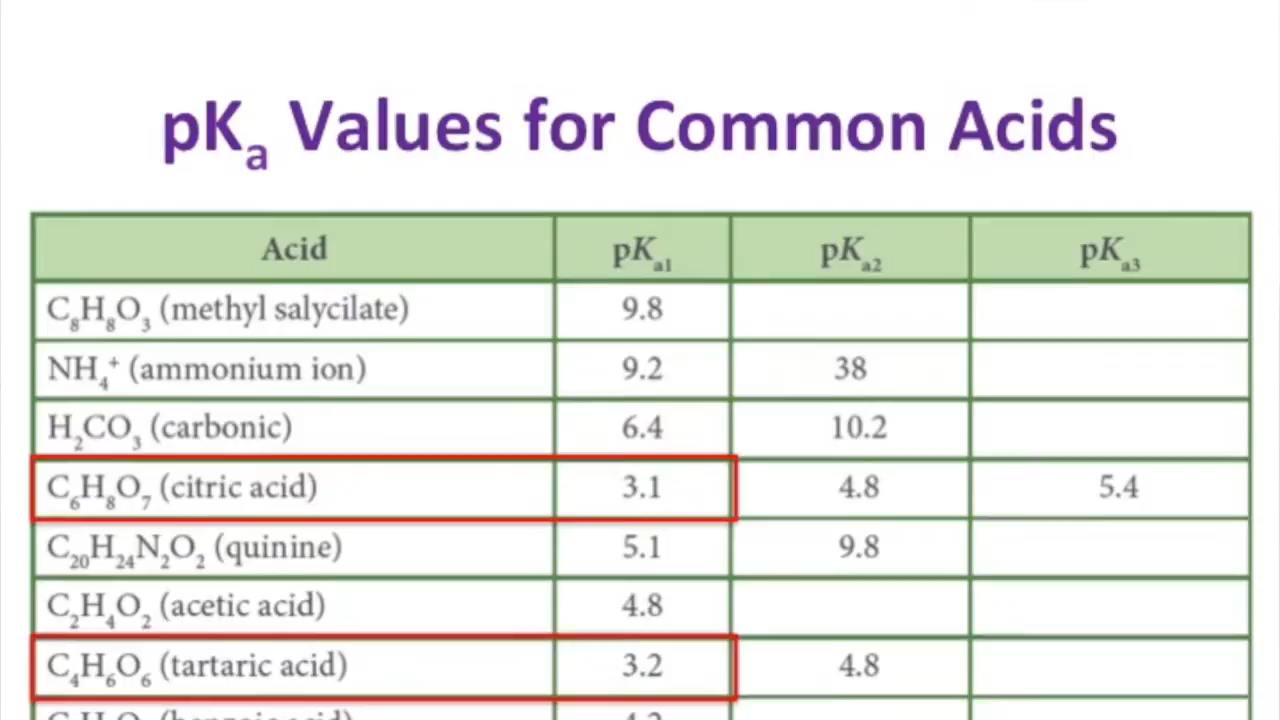 pKₐ Values for Common Acids
Acid pKₐ₁ pKₐ₂ pKₐ₃
C₈H₈O₃ (methyl salycilate) 9.8
NH₄⁺ (ammonium ion) 9.2 38
H₂CO₃ (carbonic) 6.4 10.2
C₆H₈O₇ (citric acid) 3.1 4.8 5.4
C₂₀H₂₄N₂O₂ (quinine) 5.1 9.8
C₂H₄O₂ (acetic acid) 4.8
C₄H₆O₆ (tartaric acid) 3.2 4.8